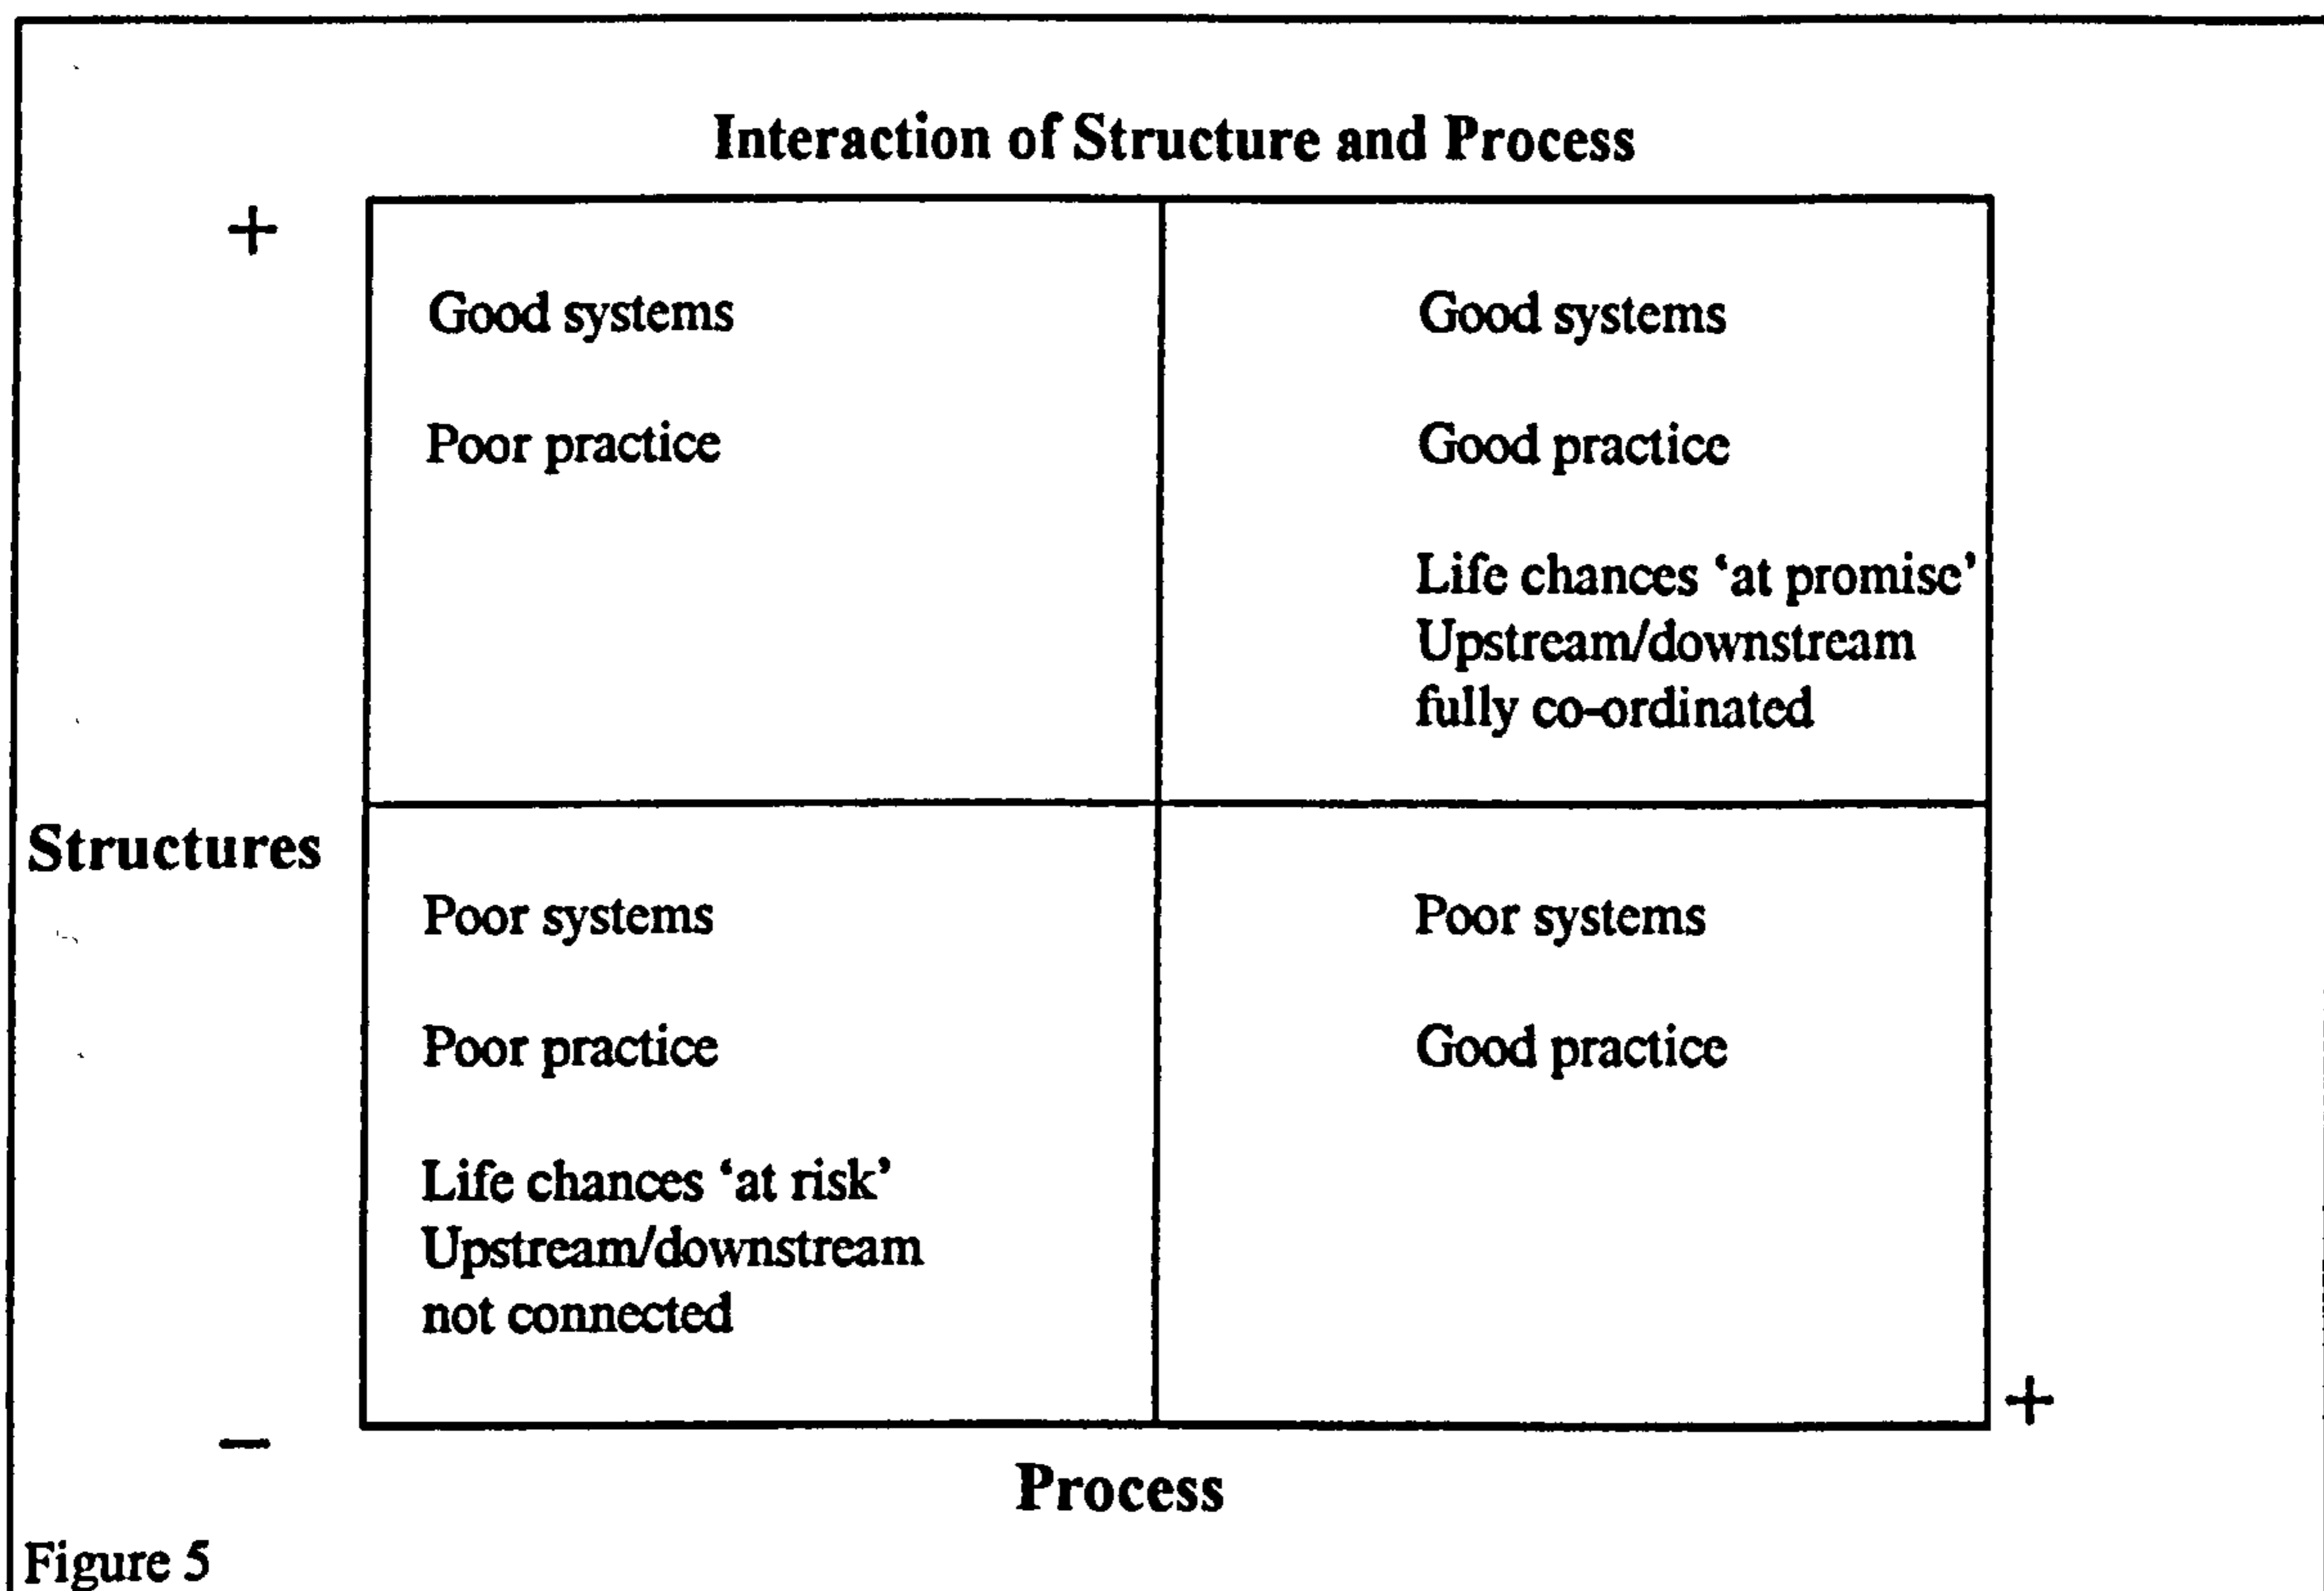 Interaction of Structure and Process
+
Good systems
Poor practice
Good systems
Good practice
Life chances ‘at promise’
Upstream/downstream
fully co-ordinated
Structures
Poor systems
Poor practice
Life chances ‘at risk’
Upstream/downstream
not connected
Poor systems
Good practice
–
+
Process
Figure 5